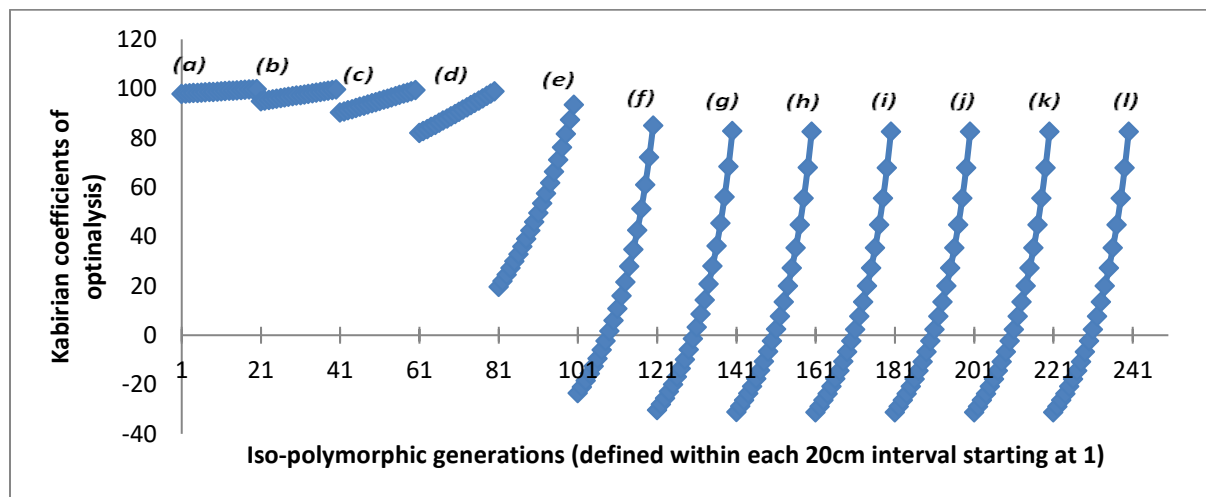 120
100
80
60
40
20
0
-20
-40
Kabirian coefficients of
optinalysis)
(a) (b) (c) (d) (e) (f) (g) (h) (i) (j) (k) (l)
1 21 41 61 81 101 121 141 161 181 201 221 241
Iso-polymorphic generations (defined within each 20cm interval starting at 1)